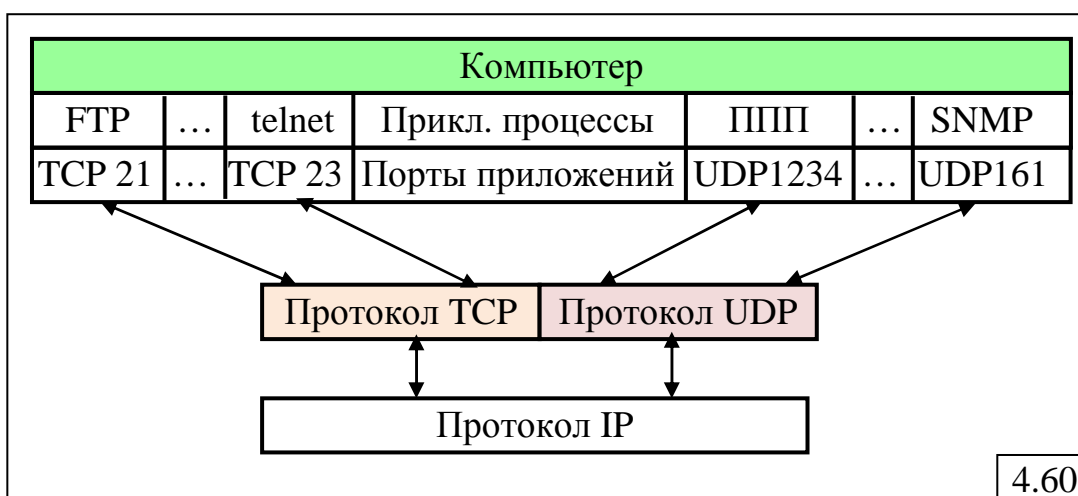 Компьютер
FTP … telnet Прикл. процессы ППП … SNMP
TCP 21 … TCP 23 Порты приложений UDP1234 … UDP161
Протокол TCP Протокол UDP
Протокол IP
4.60